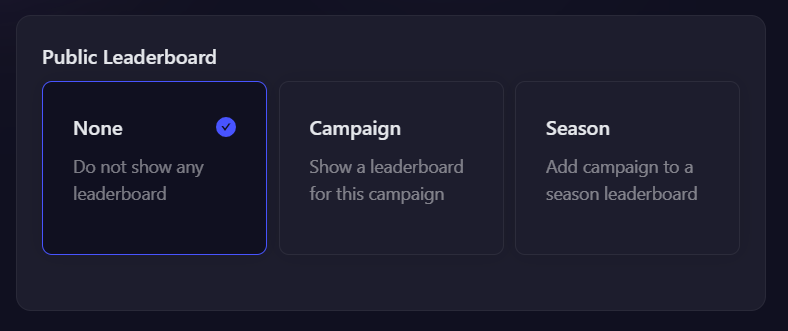 Public Leaderboard
None
Do not show any
leaderboard
Campaign
Show a leaderboard
for this campaign
Season
Add campaign to a
season leaderboard